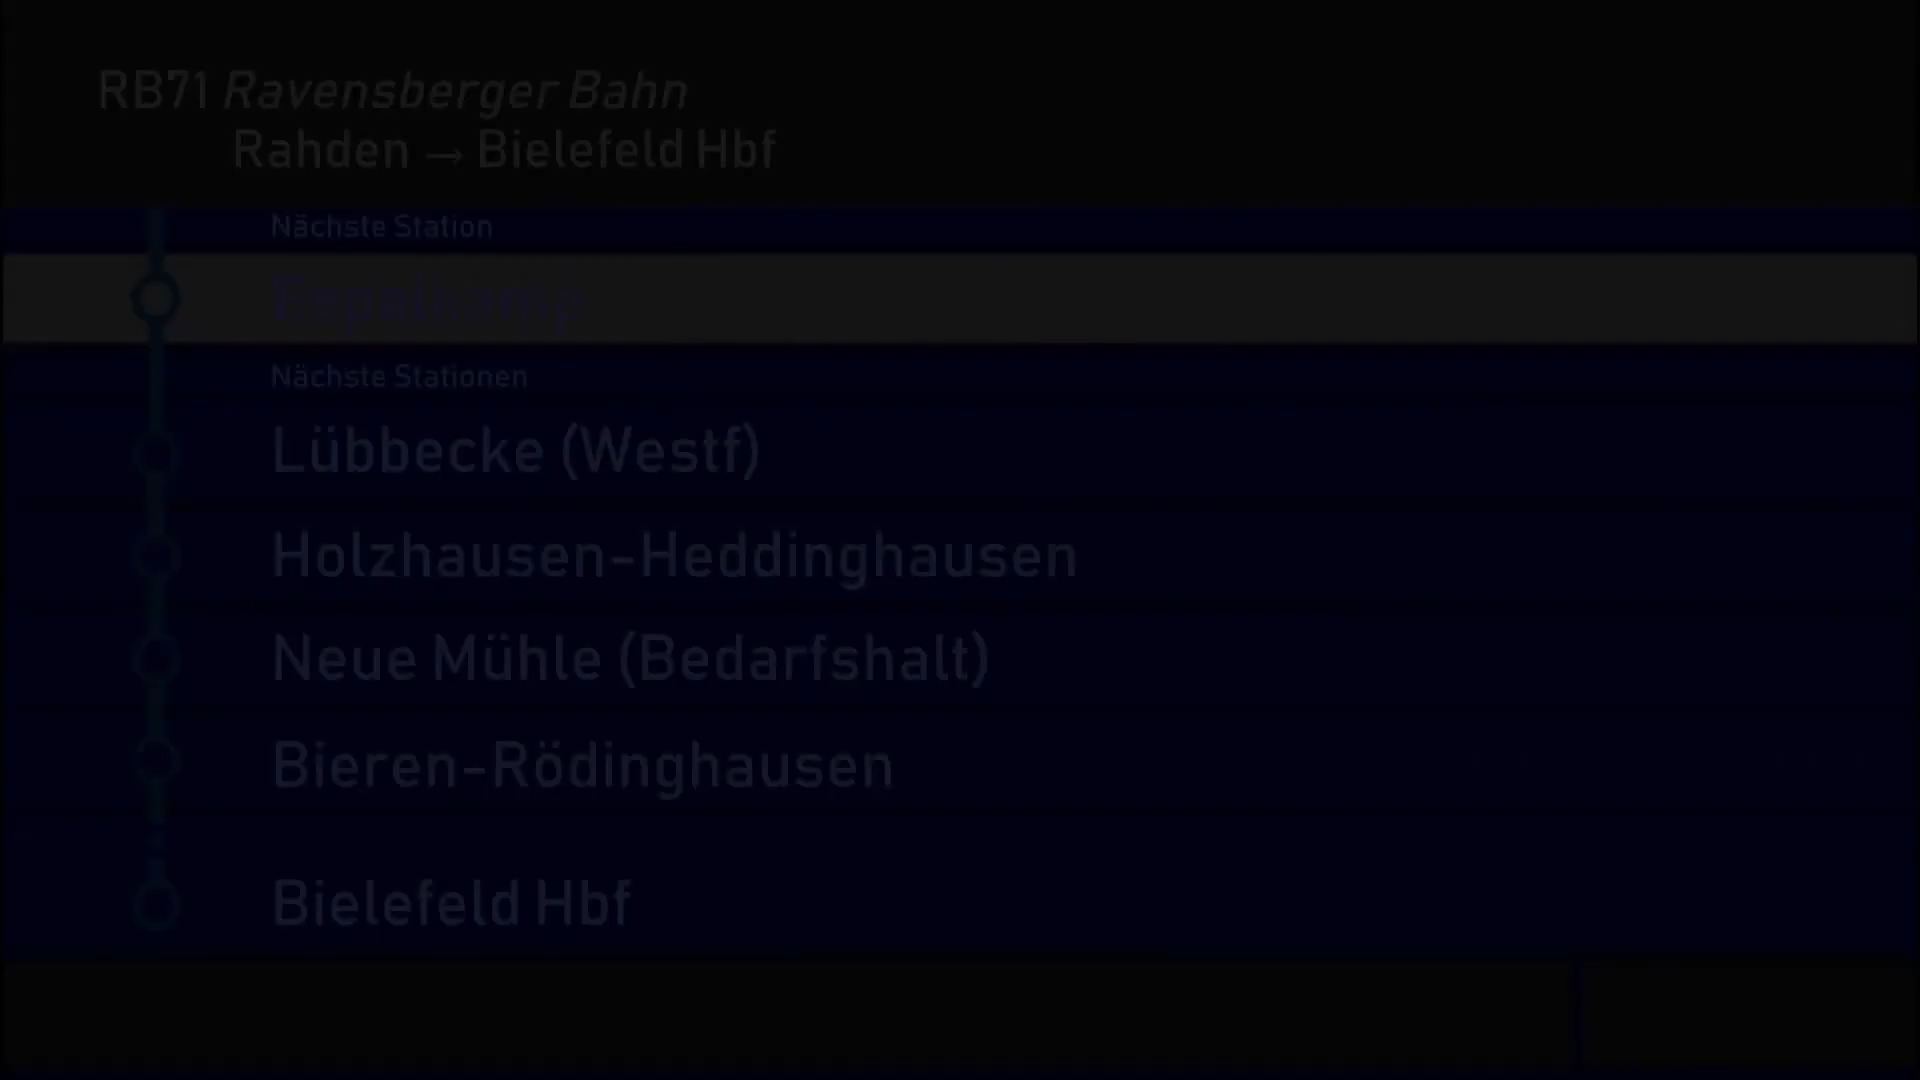 RB71 Ravensberger Bahn
Rahden → Bielefeld Hbf
Nächste Station
Espelkamp
Nächste Stationen
Lübbecke (Westf)
Holzhausen-Heddinghausen
Neue Mühle (Bedarfshalt)
Bieren-Rödinghausen
Bielefeld Hbf